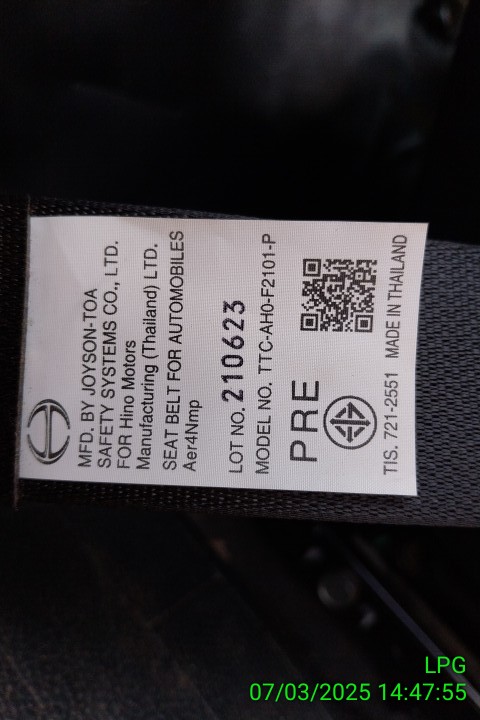 MFD. BY JOYSON-TOA
SAFETY SYSTEMS CO., LTD.
FOR Hino Motors
Manufacturing (Thailand) LTD.
SEAT BELT FOR AUTOMOBILES
Aer4Nmp
LOT NO. 210623
MODEL NO. TTC-AH0-F2101-P
PRE
TIS. 721-2551 MADE IN THAILAND
LPG
07/03/2025 14:47:55